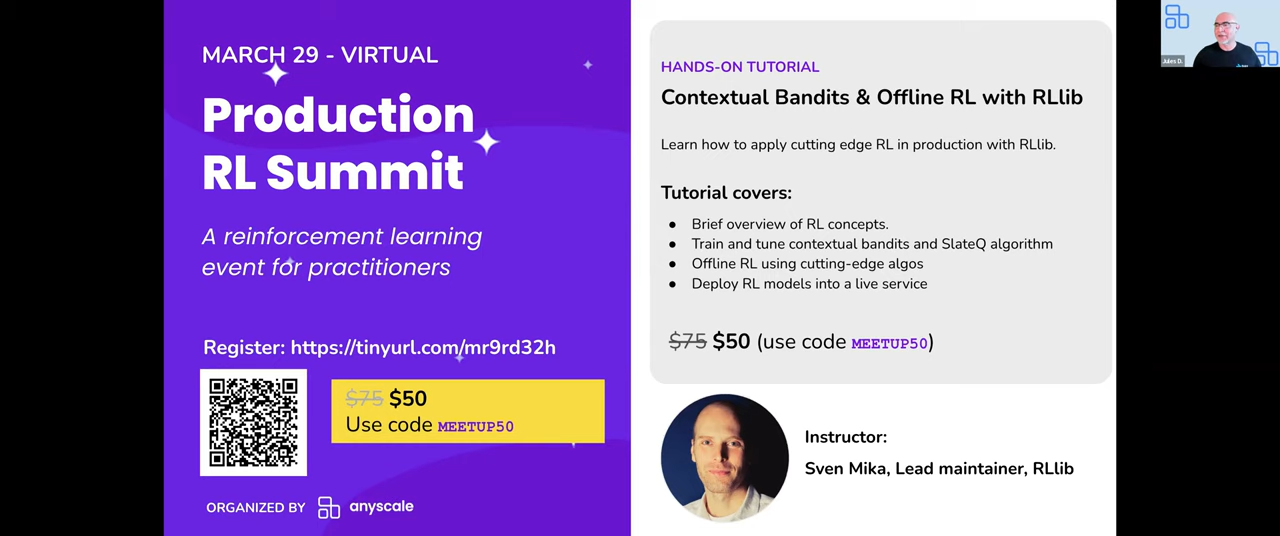 MARCH 29 - VIRTUAL
Production
RL Summit
A reinforcement learning
event for practitioners
Register: https://tinyurl.com/mr9rd32h
$75 $50
Use code MEETUP50
ORGANIZED BY anyscale
HANDS-ON TUTORIAL
Contextual Bandits & Offline RL with RLlib
Learn how to apply cutting edge RL in production with RLlib.
Tutorial covers:
● Brief overview of RL concepts.
● Train and tune contextual bandits and SlateQ algorithm
● Offline RL using cutting-edge algos
● Deploy RL models into a live service
$75 $50 (use code MEETUP50)
Instructor:
Sven Mika, Lead maintainer, RLlib
Jules D.